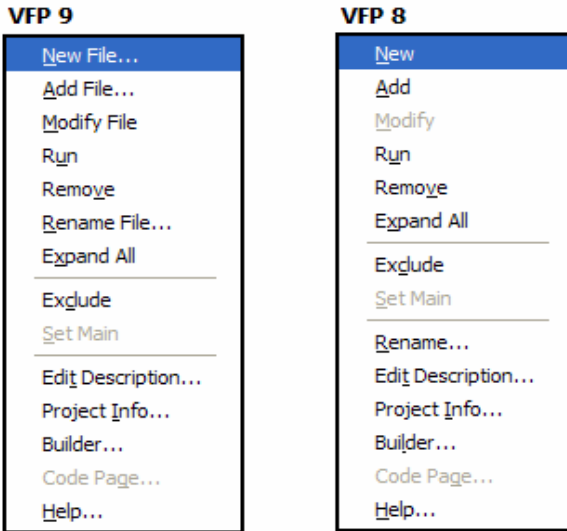 VFP 9
New File...
Add File...
Modify File
Run
Remove
Rename File...
Expand All
Exclude
Set Main
Edit Description...
Project Info...
Builder...
Code Page...
Help...
VFP 8
New
Add
Modify
Run
Remove
Expand All
Exclude
Set Main
Rename...
Edit Description...
Project Info...
Builder...
Code Page...
Help...